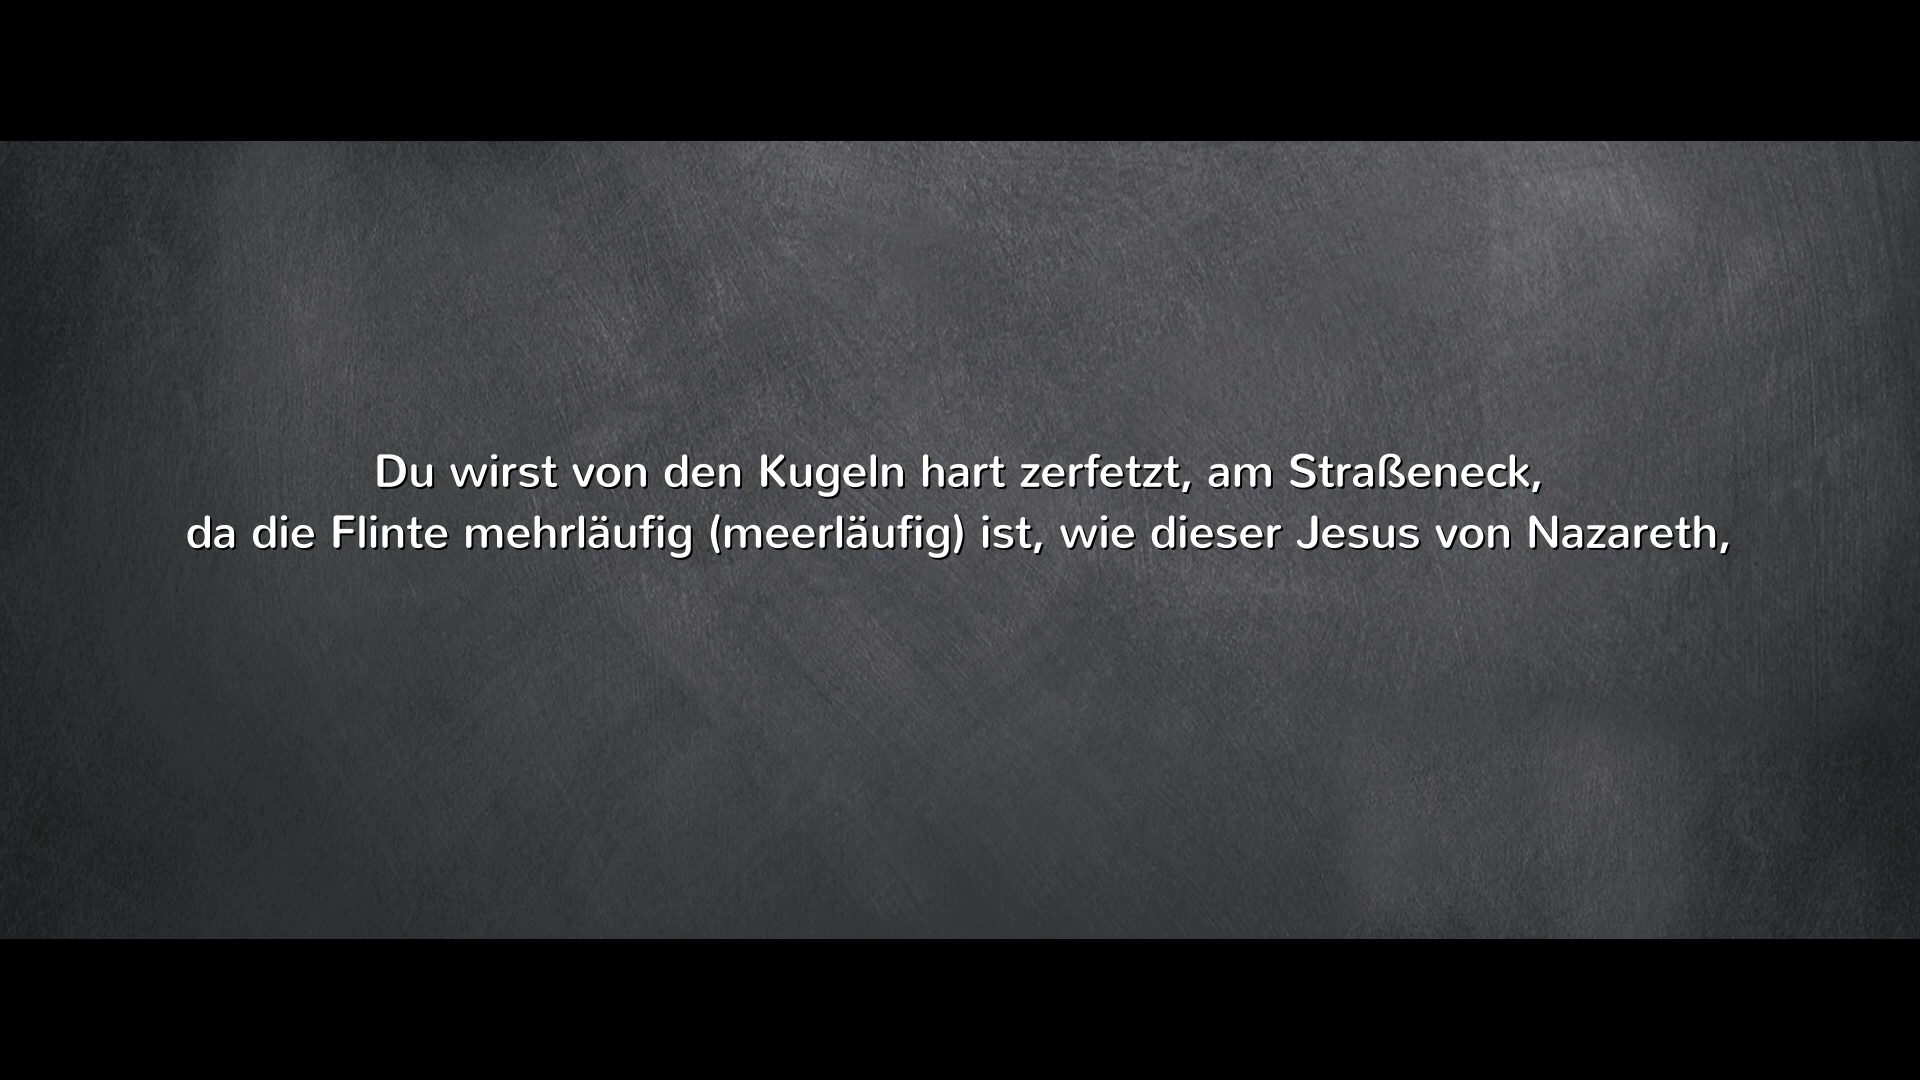 Du wirst von den Kugeln hart zerfetzt, am Straßeneck,
da die Flinte mehrläufig (meerläufig) ist, wie dieser Jesus von Nazareth,